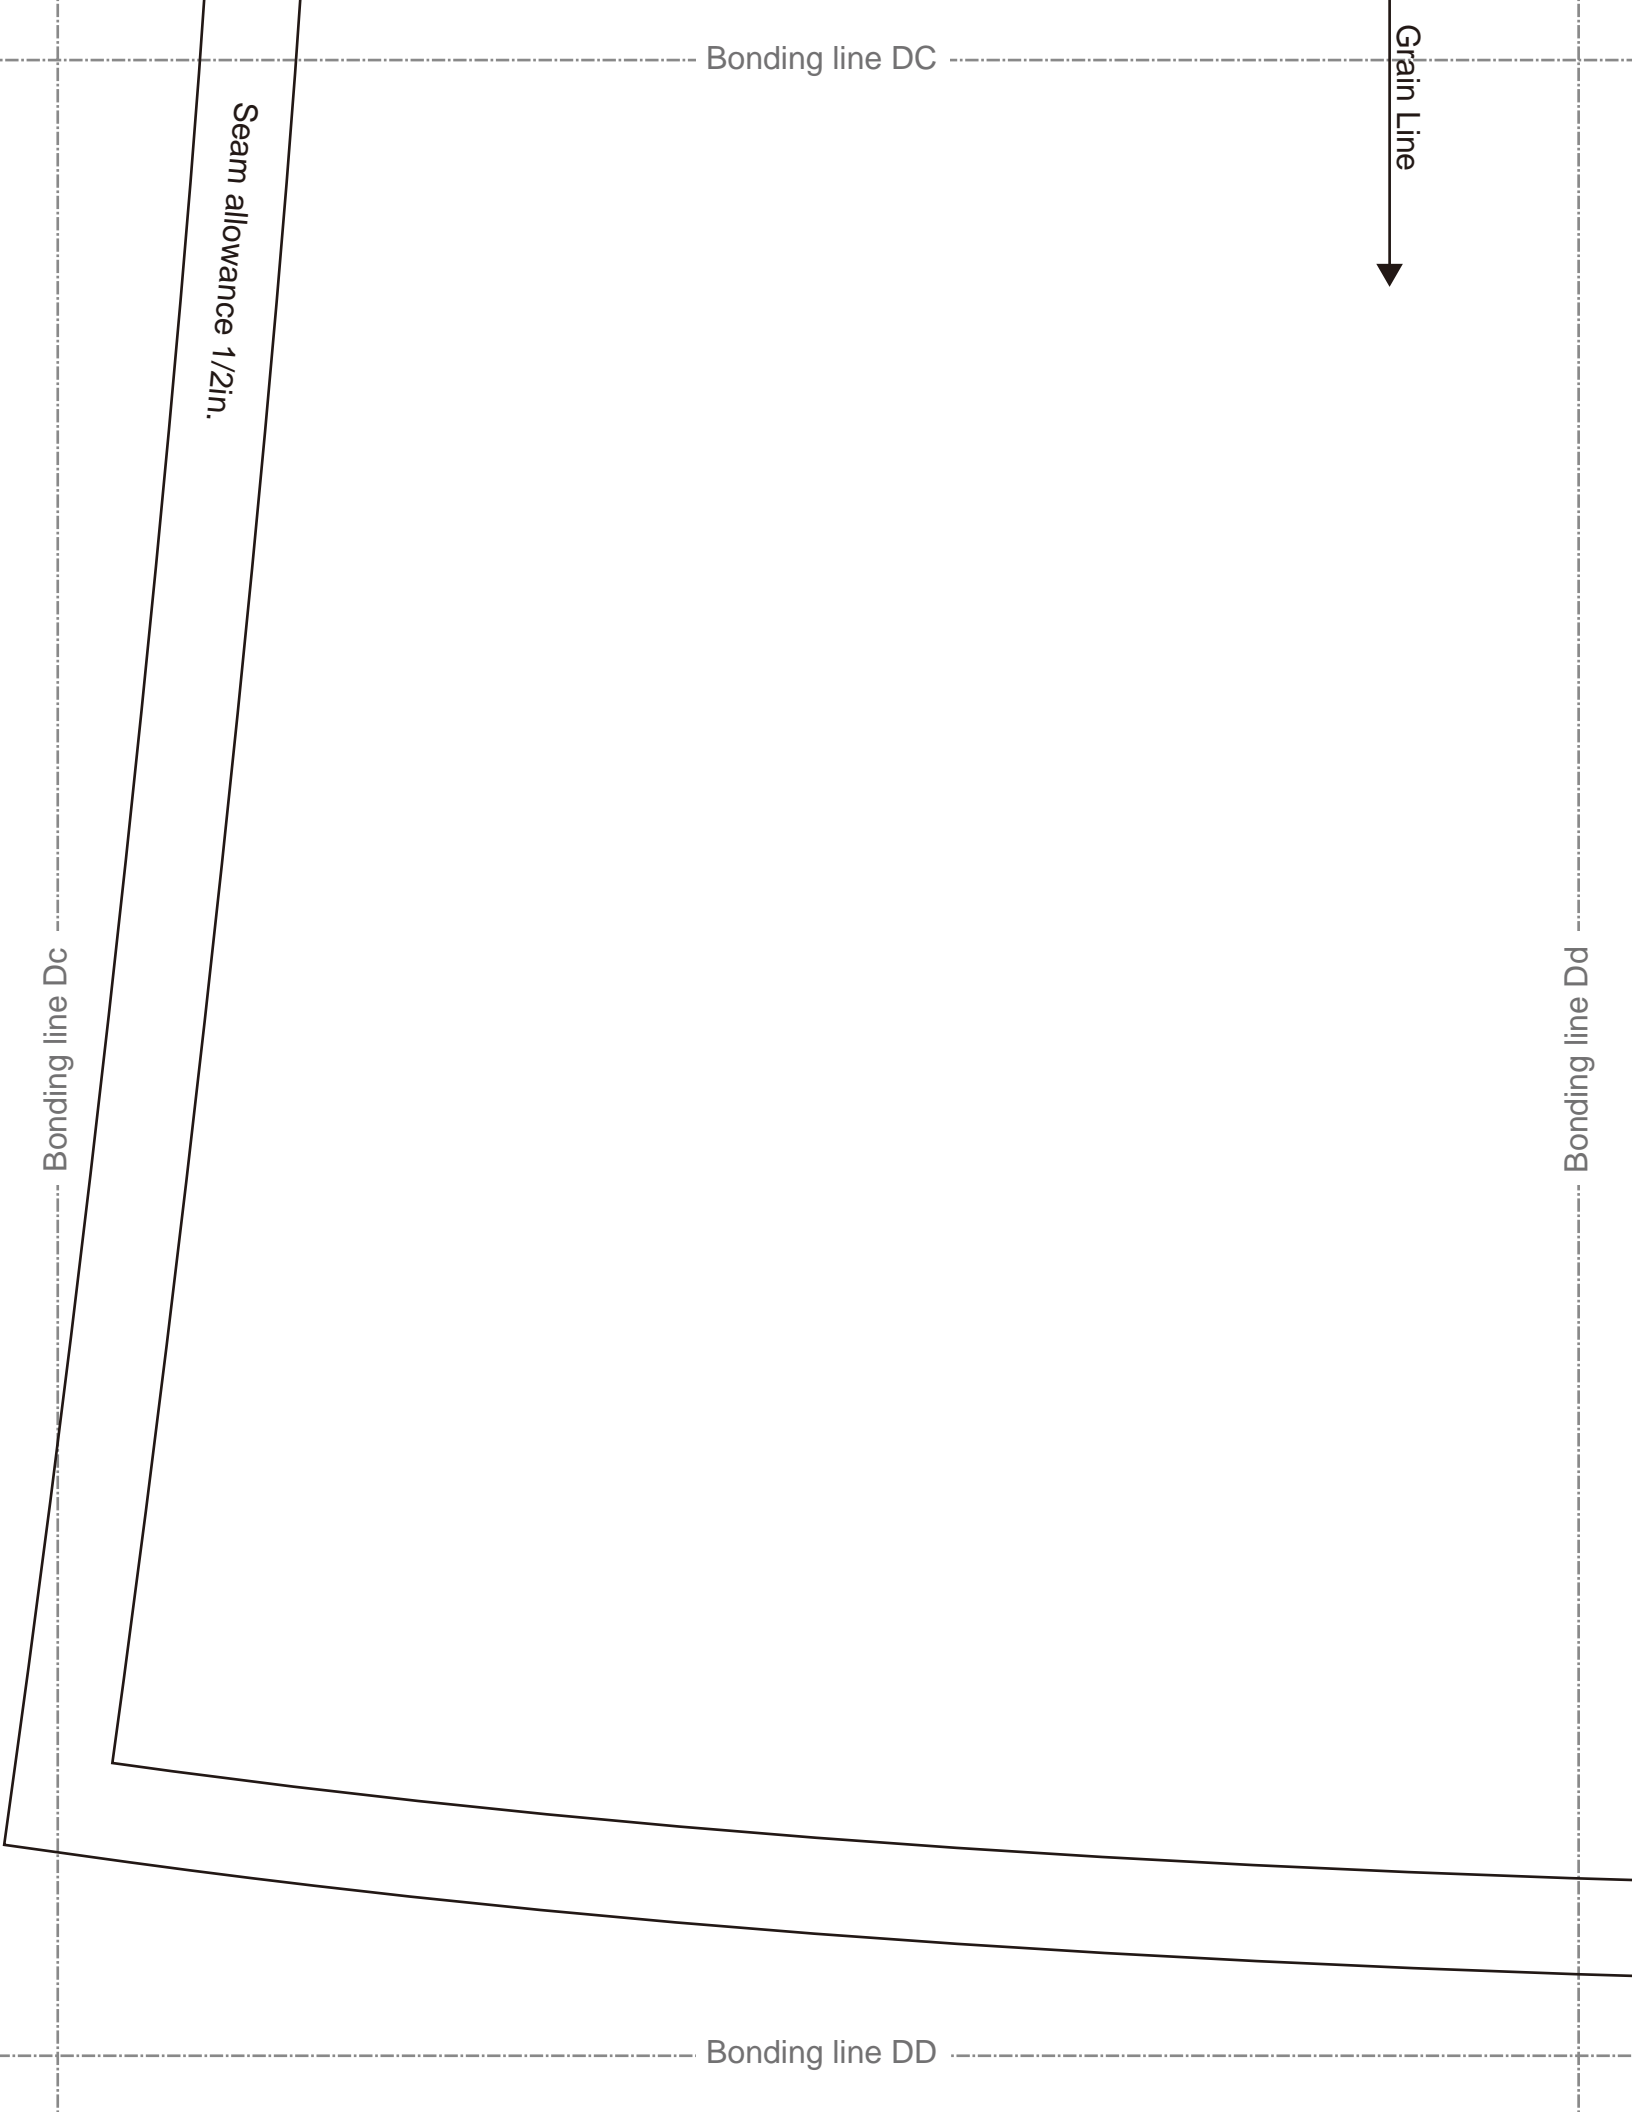 Bonding line DC
Grain Line
Seam allowance 1/2in.
Bonding line Dc
Bonding line Dd
Bonding line DD